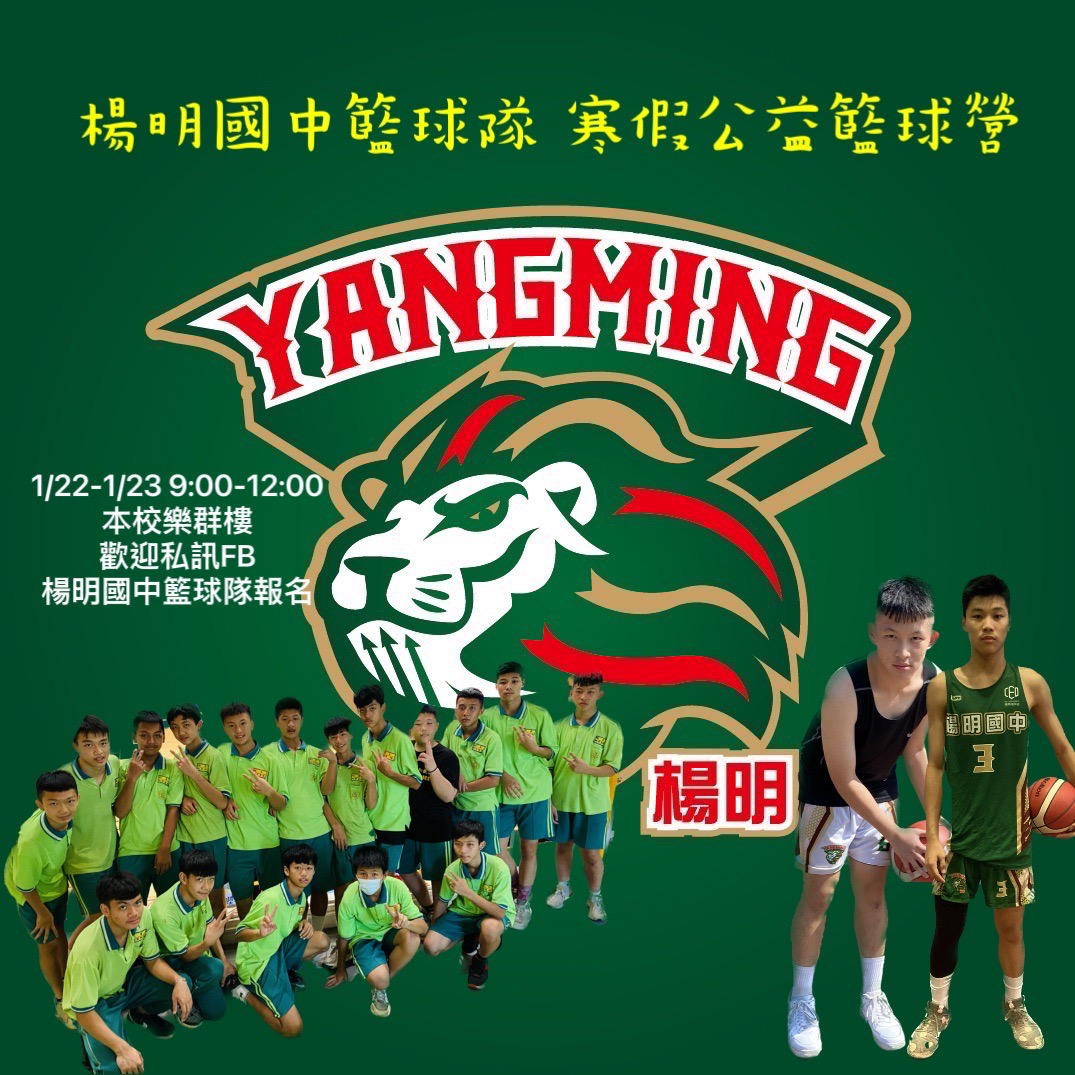 楊明國中籃球隊 寒假公益籃球營
YANGMING
1/22-1/23 9:00-12:00
本校樂群樓
歡迎私訊FB
楊明國中籃球隊報名
楊明
楊明國中
3
3